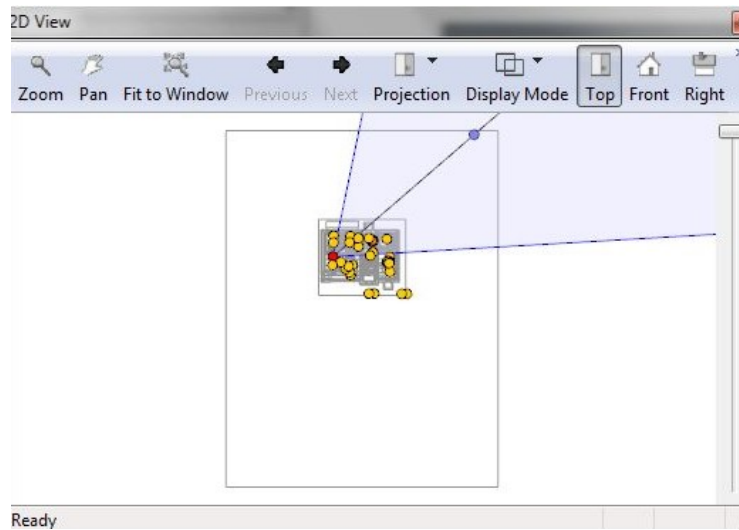 2D View
Zoom Pan Fit to Window Previous Next Projection Display Mode Top Front Right
Ready